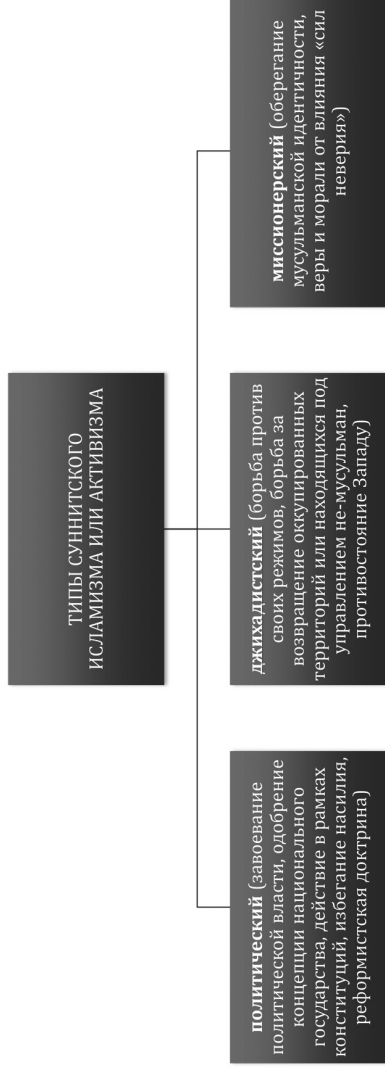 ТИПЫ СУННИТСКОГО
ИСЛАМИЗМА ИЛИ АКТИВИЗМА
политический (завоевание
политической власти, одобрение
концепции национального
государства, действие в рамках
конституций, избегание насилия,
реформистская доктрина)
джихадистский (борьба против
своих режимов, борьба за
возвращение оккупированных
территорий или находящихся под
управлением не-мусульман,
противостояние Западу)
миссионерский (оберегание
мусульманской идентичности,
веры и морали от влияния «сил
неверия»)